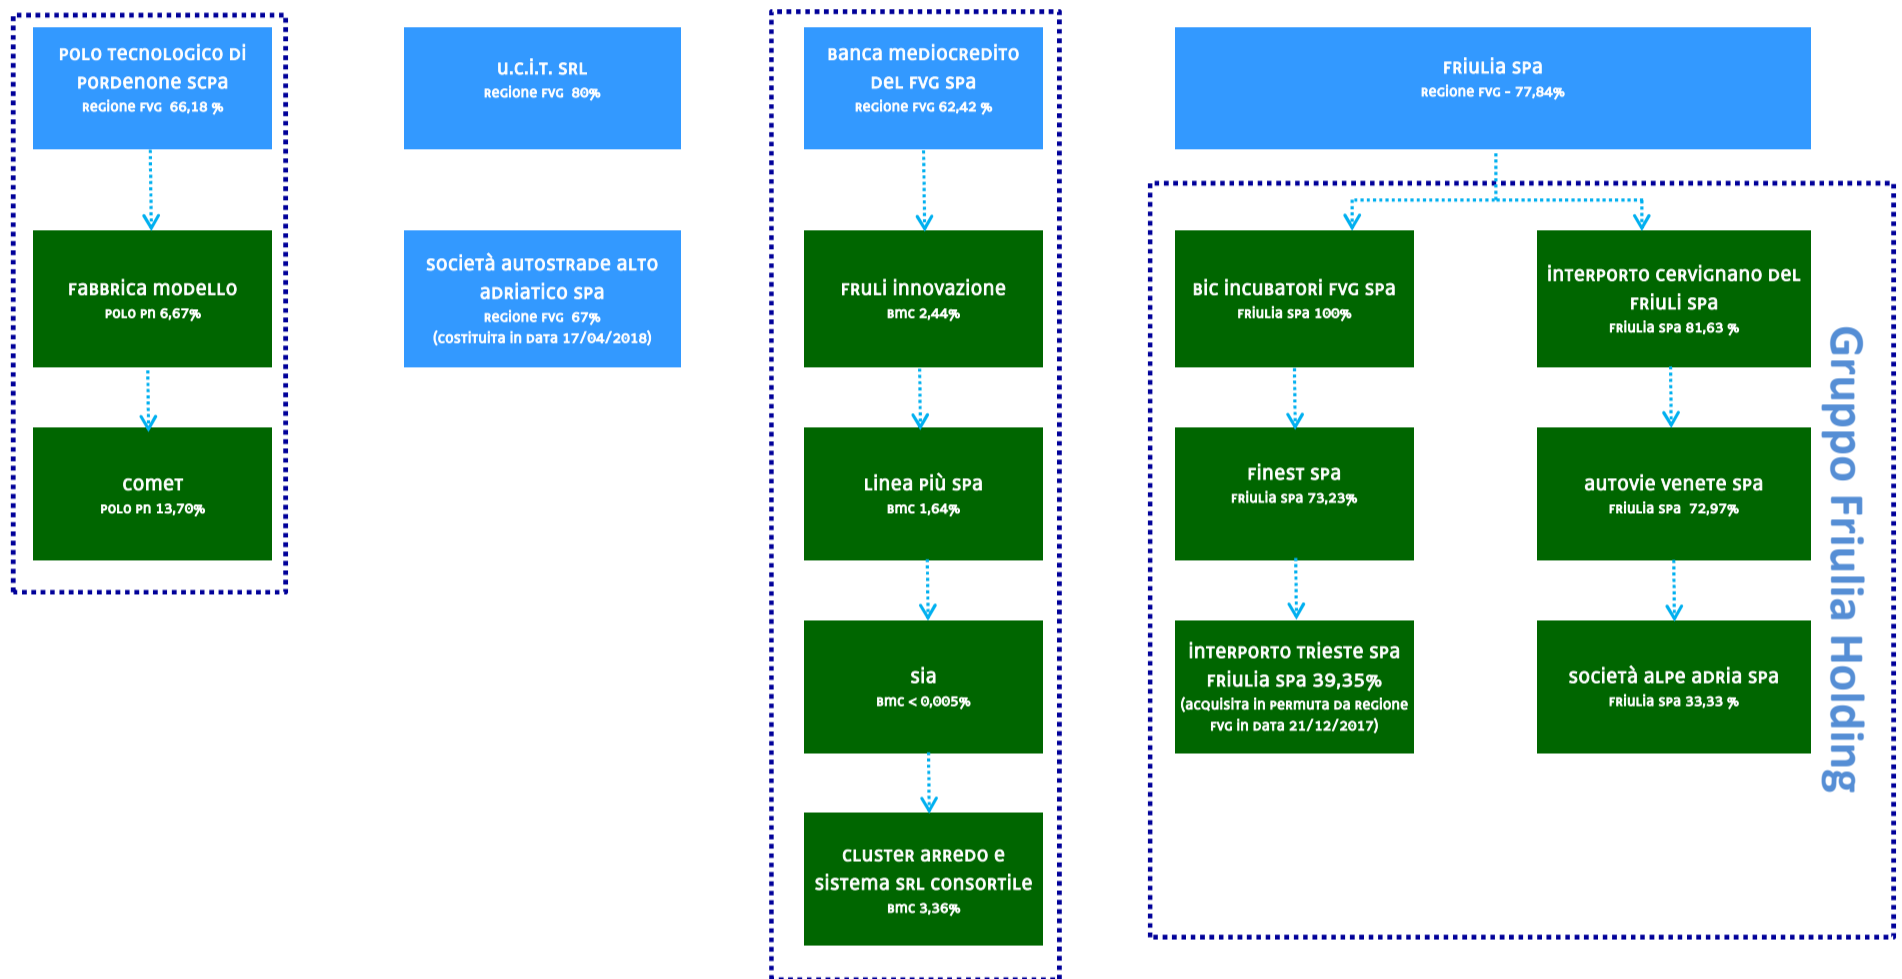 POLO TECNOLOGICO DI
PORDENONE SCPA
REGIONE FVG 66,18 %
FABBRICA MODELLO
POLO PN 6,67%
COMET
POLO PN 13,70%
U.C.I.T. SRL
REGIONE FVG 80%
SOCIETÀ AUTOSTRADE ALTO
ADRIATICO SPA
REGIONE FVG 67%
(COSTITUITA IN DATA 17/04/2018)
BANCA MEDIOCREDITO
DEL FVG SPA
REGIONE FVG 62,42 %
FRULI INNOVAZIONE
BMC 2,44%
LINEA PIÙ SPA
BMC 1,64%
SIA
BMC < 0,005%
CLUSTER ARREDO E
SISTEMA SRL CONSORTILE
BMC 3,36%
FRIULIA SPA
REGIONE FVG - 77,84%
BIC INCUBATORI FVG SPA
FRIULIA SPA 100%
FINEST SPA
FRIULIA SPA 73,23%
INTERPORTO TRIESTE SPA
FRIULIA SPA 39,35%
(ACQUISITA IN PERMUTA DA REGIONE
FVG IN DATA 21/12/2017)
INTERPORTO CERVIGNANO DEL
FRIULI SPA
FRIULIA SPA 81,63 %
AUTOVIE VENETE SPA
FRIULIA SPA 72,97%
SOCIETÀ ALPE ADRIA SPA
FRIULIA SPA 33,33 %
Gruppo Friulia Holding